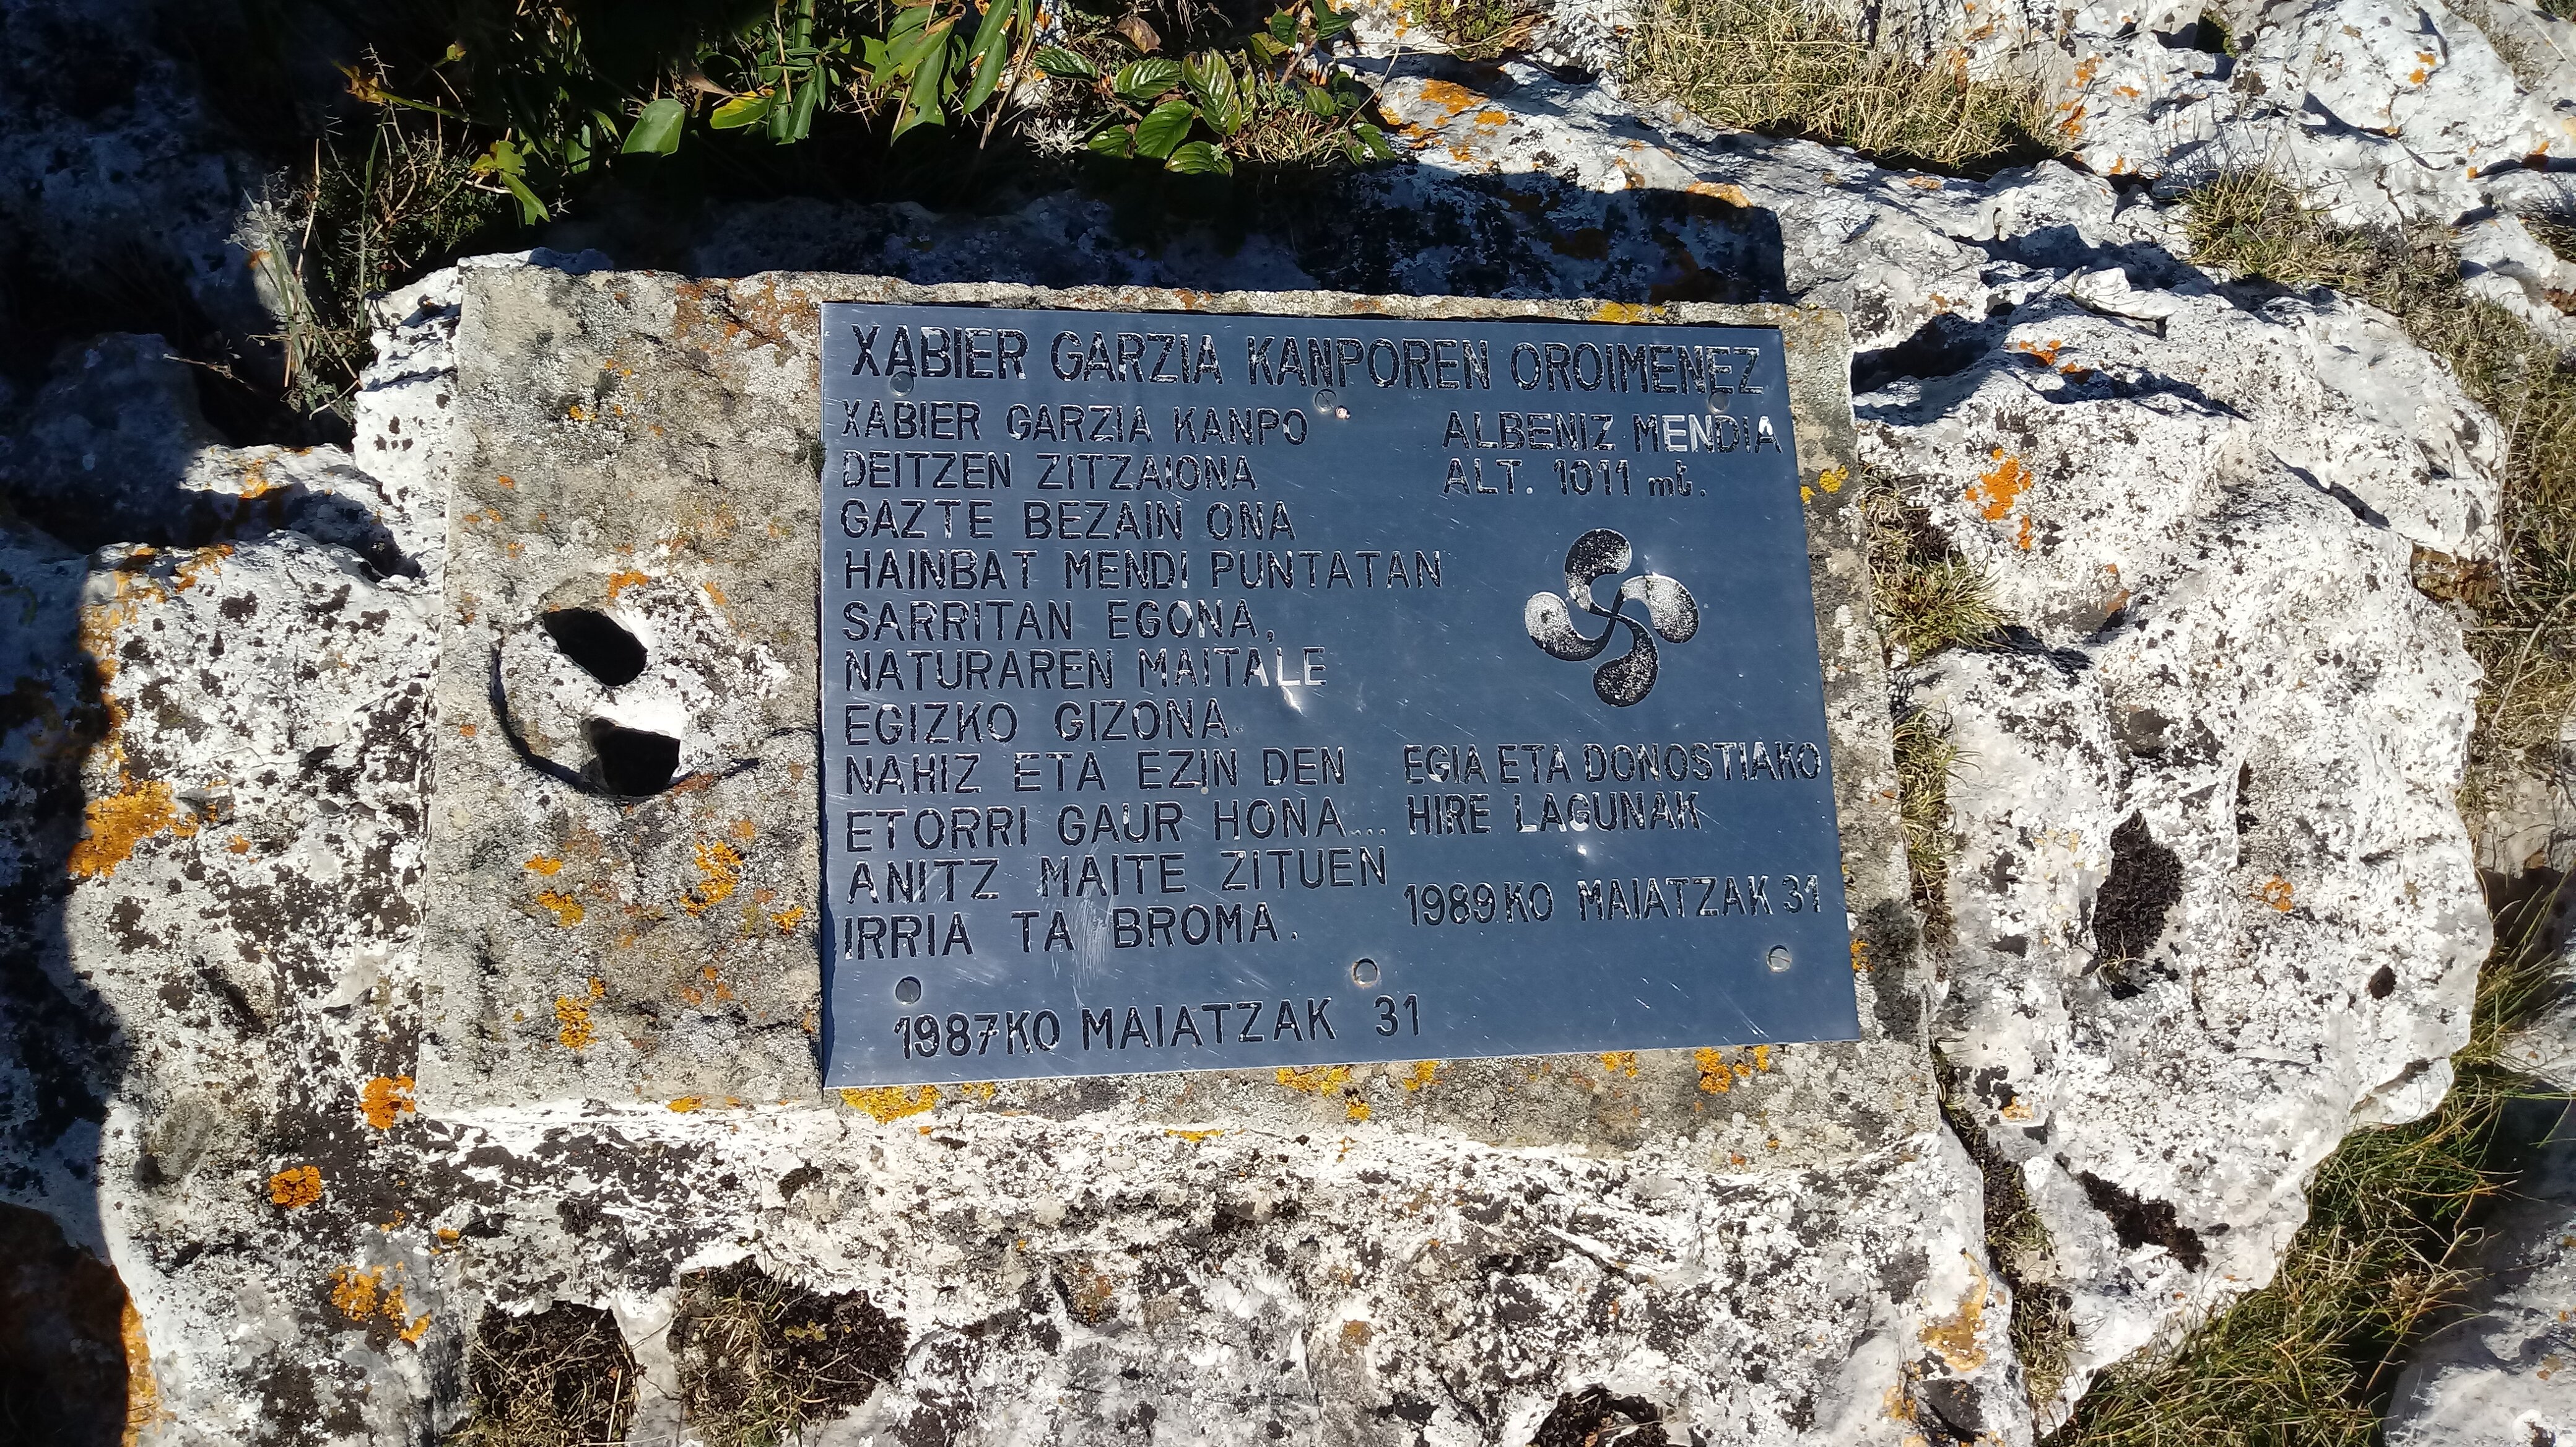 XABIER GARZIA KANPOREN OROIMENEZ
XABIER GARZIA KANPO
DEITZEN ZITZAIONA
GAZTE BEZAIN ONA
HAINBAT MENDI PUNTATAN
SARRITAN EGONA,
NATURAREN MAITALE
EGIZKO GIZONA.
NAHIZ ETA EZIN DEN
ETORRI GAUR HONA...
ANITZ MAITE ZITUEN
IRRIA TA BROMA.
1987KO MAIATZAK 31
ALBENIZ MENDIA
ALT. 1011 mt.
EGIA ETA DONOSTIAKO
HIRE LAGUNAK
1989.KO MAIATZAK 31